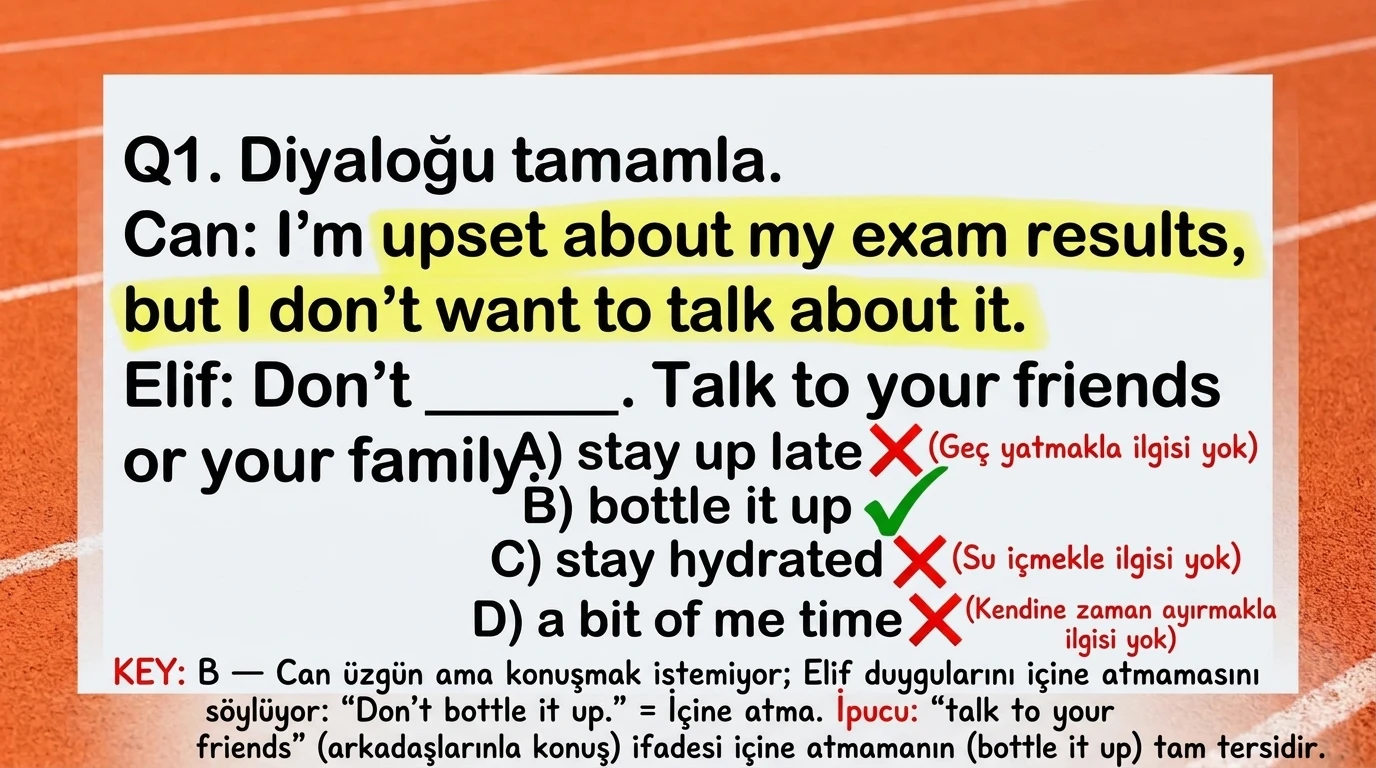 Q1. Diyaloğu tamamla.
Can: I’m upset about my exam results,
but I don’t want to talk about it.
Elif: Don’t ______. Talk to your friends
or your family.
A) stay up late ❌ (Geç yatmakla ilgisi yok)
B) bottle it up ✔
C) stay hydrated ❌ (Su içmekle ilgisi yok)
D) a bit of me time ❌ (Kendine zaman ayırmakla
ilgisi yok)
KEY: B — Can üzgün ama konuşmak istemiyor; Elif duygularını içine atmamasını
söylüyor: “Don’t bottle it up.” = İçine atma. İpucu: “talk to your
friends” (arkadaşlarınla konuş) ifadesi içine atmamanın (bottle it up) tam tersidir.